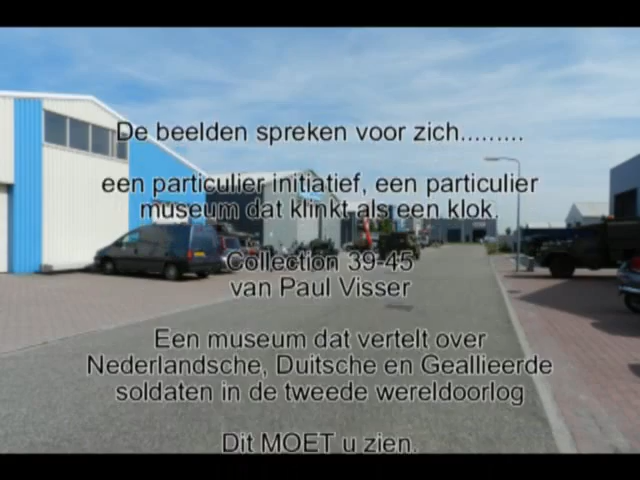 De beelden spreken voor zich.........
een particulier initiatief, een particulier
museum dat klinkt als een klok.
Collection 39-45
van Paul Visser
Een museum dat vertelt over
Nederlandsche, Duitsche en Geallieerde
soldaten in de tweede wereldoorlog
Dit MOET u zien.